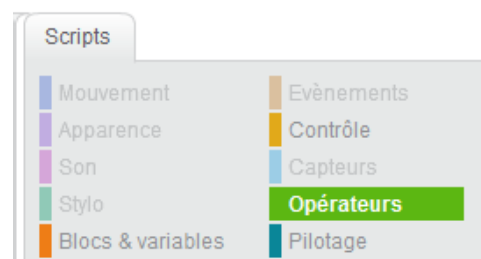 Scripts
Mouvement Evènements
Apparence Contrôle
Son Capteurs
Stylo Opérateurs
Blocs & variables Pilotage